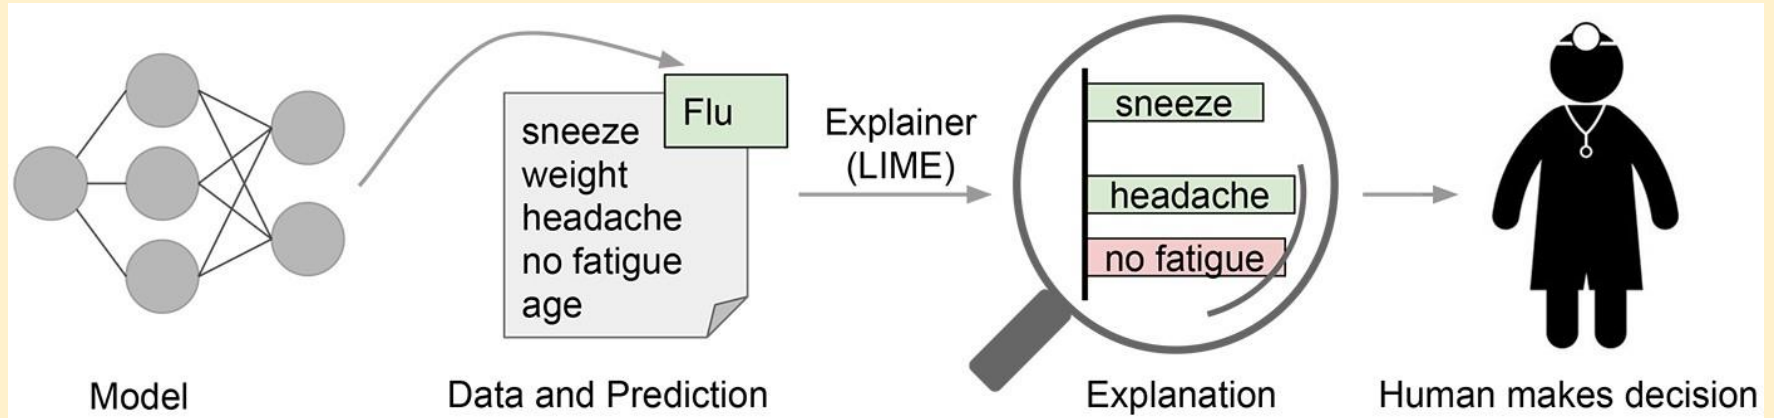 Flu
sneeze
weight
headache
no fatigue
age
Explainer
(LIME)
sneeze
headache
no fatigue
Model
Data and Prediction
Explanation
Human makes decision